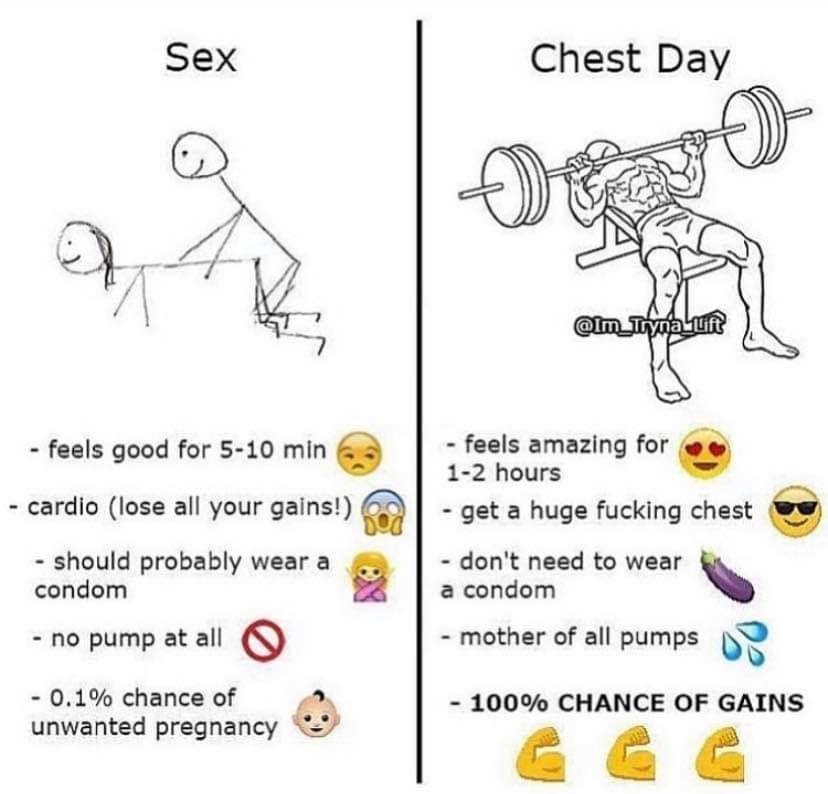 Sex
- feels good for 5-10 min
- cardio (lose all your gains!)
- should probably wear a
condom
- no pump at all
- 0.1% chance of
unwanted pregnancy
Chest Day
@Im_Tryna_Lift
- feels amazing for
1-2 hours
- get a huge fucking chest
- don't need to wear
a condom
- mother of all pumps
- 100% CHANCE OF GAINS